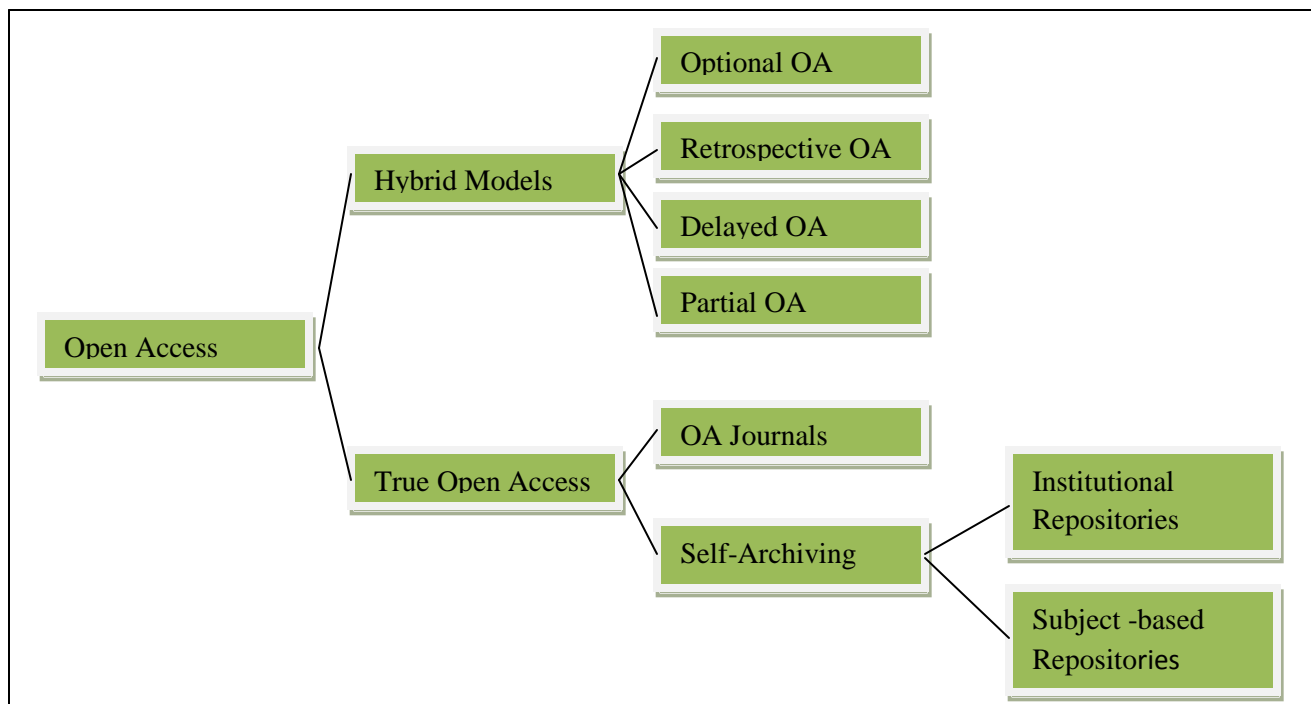 Optional OA
Retrospective OA
Hybrid Models
Delayed OA
Partial OA
Open Access
OA Journals
True Open Access
Institutional
Repositories
Self-Archiving
Subject -based
Repositories